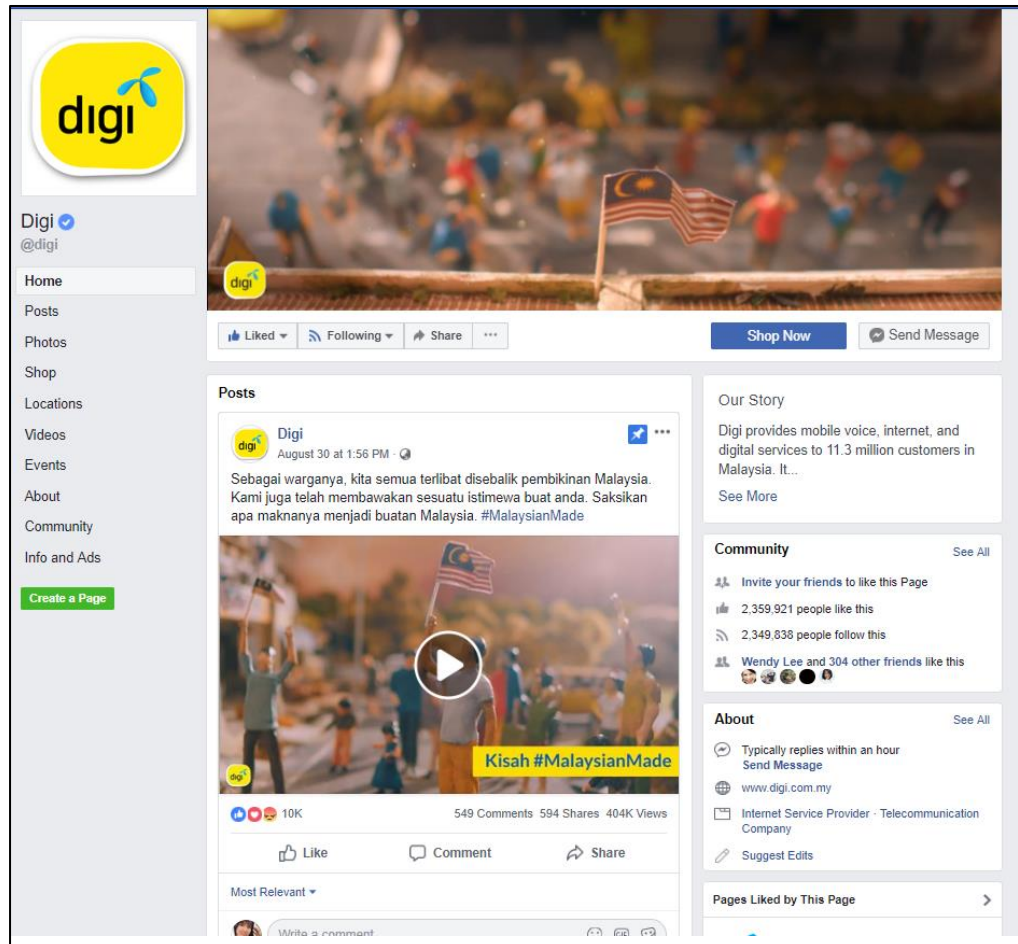 digi
Digi
@digi
Home
Posts
Photos
Shop
Locations
Videos
Events
About
Community
Info and Ads
Create a Page
digi
Liked
Following
Share
Shop Now
Send Message
Posts
digi
Digi
August 30 at 1:56 PM ·
Sebagai warganya, kita semua terlibat disebalik pembikinan Malaysia.
Kami juga telah membawakan sesuatu istimewa buat anda. Saksikan
apa maknanya menjadi buatan Malaysia. #MalaysianMade
Kisah #MalaysianMade
digi
10K
549 Comments 594 Shares 404K Views
Like
Comment
Share
Most Relevant
Write a comment
GIF
Our Story
Digi provides mobile voice, internet, and
digital services to 11.3 million customers in
Malaysia. It...
See More
Community
See All
Invite your friends to like this Page
2,359,921 people like this
2,349,838 people follow this
Wendy Lee and 304 other friends like this
About
See All
Typically replies within an hour
Send Message
www.digi.com.my
Internet Service Provider · Telecommunication
Company
Suggest Edits
Pages Liked by This Page